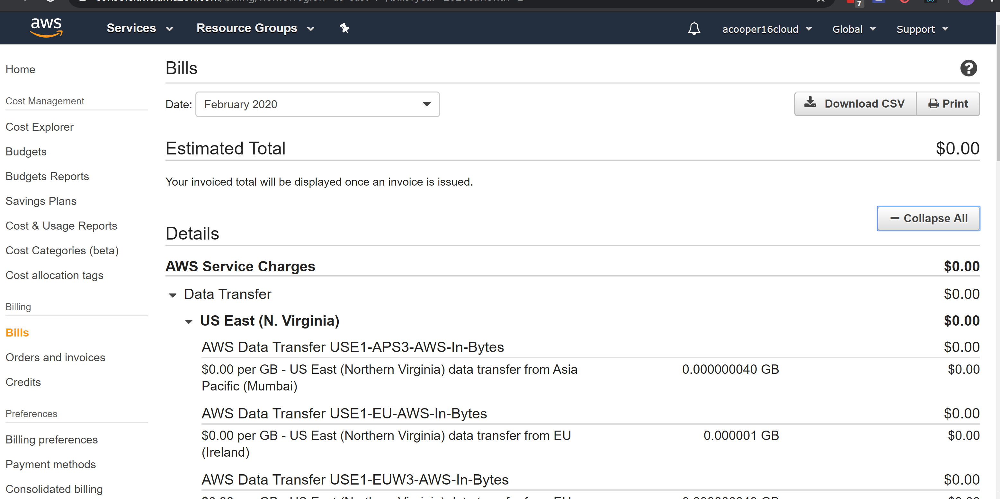 7
aws
Services
Resource Groups
acooper16cloud
Global
Support
Home
Cost Management
Cost Explorer
Budgets
Budgets Reports
Savings Plans
Cost & Usage Reports
Cost Categories (beta)
Cost allocation tags
Billing
Bills
Orders and invoices
Credits
Preferences
Billing preferences
Payment methods
Consolidated billing
Bills
?
Date: February 2020
Download CSV
Print
Estimated Total $0.00
Your invoiced total will be displayed once an invoice is issued.
Collapse All
Details
AWS Service Charges $0.00
Data Transfer $0.00
US East (N. Virginia) $0.00
AWS Data Transfer USE1-APS3-AWS-In-Bytes $0.00
$0.00 per GB - US East (Northern Virginia) data transfer from Asia 0.000000040 GB $0.00
Pacific (Mumbai)
AWS Data Transfer USE1-EU-AWS-In-Bytes $0.00
$0.00 per GB - US East (Northern Virginia) data transfer from EU 0.000001 GB $0.00
(Ireland)
AWS Data Transfer USE1-EUW3-AWS-In-Bytes $0.00